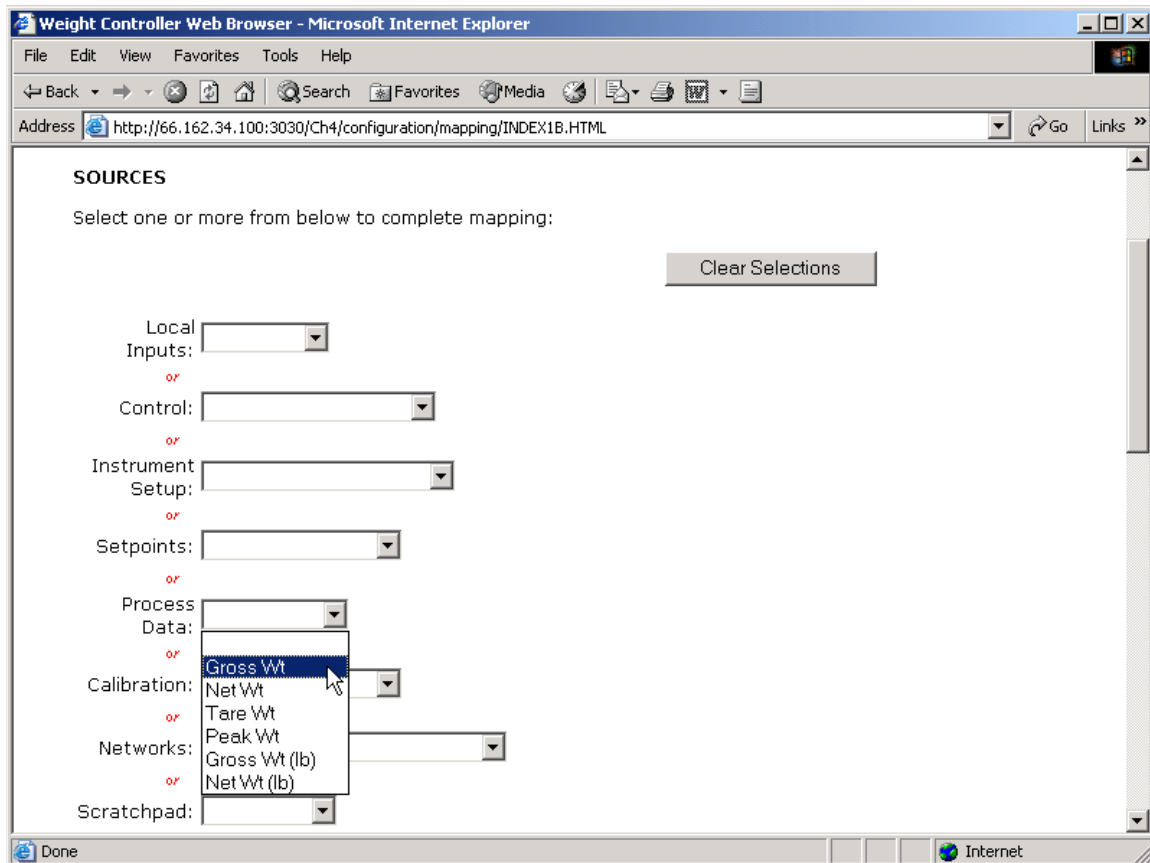 Weight Controller Web Browser - Microsoft Internet Explorer
File Edit View Favorites Tools Help
Back Search Favorites Media
Address http://66.162.34.100:3030/Ch4/configuration/mapping/INDEX1B.HTML Go Links »
SOURCES
Select one or more from below to complete mapping:
Clear Selections
Local
Inputs:
or
Control:
or
Instrument
Setup:
or
Setpoints:
or
Process
Data:
or
Gross Wt
Calibration:
Net Wt
or
Tare Wt
Peak Wt
Networks:
Gross Wt (lb)
or
Net Wt (lb)
Scratchpad:
Done Internet